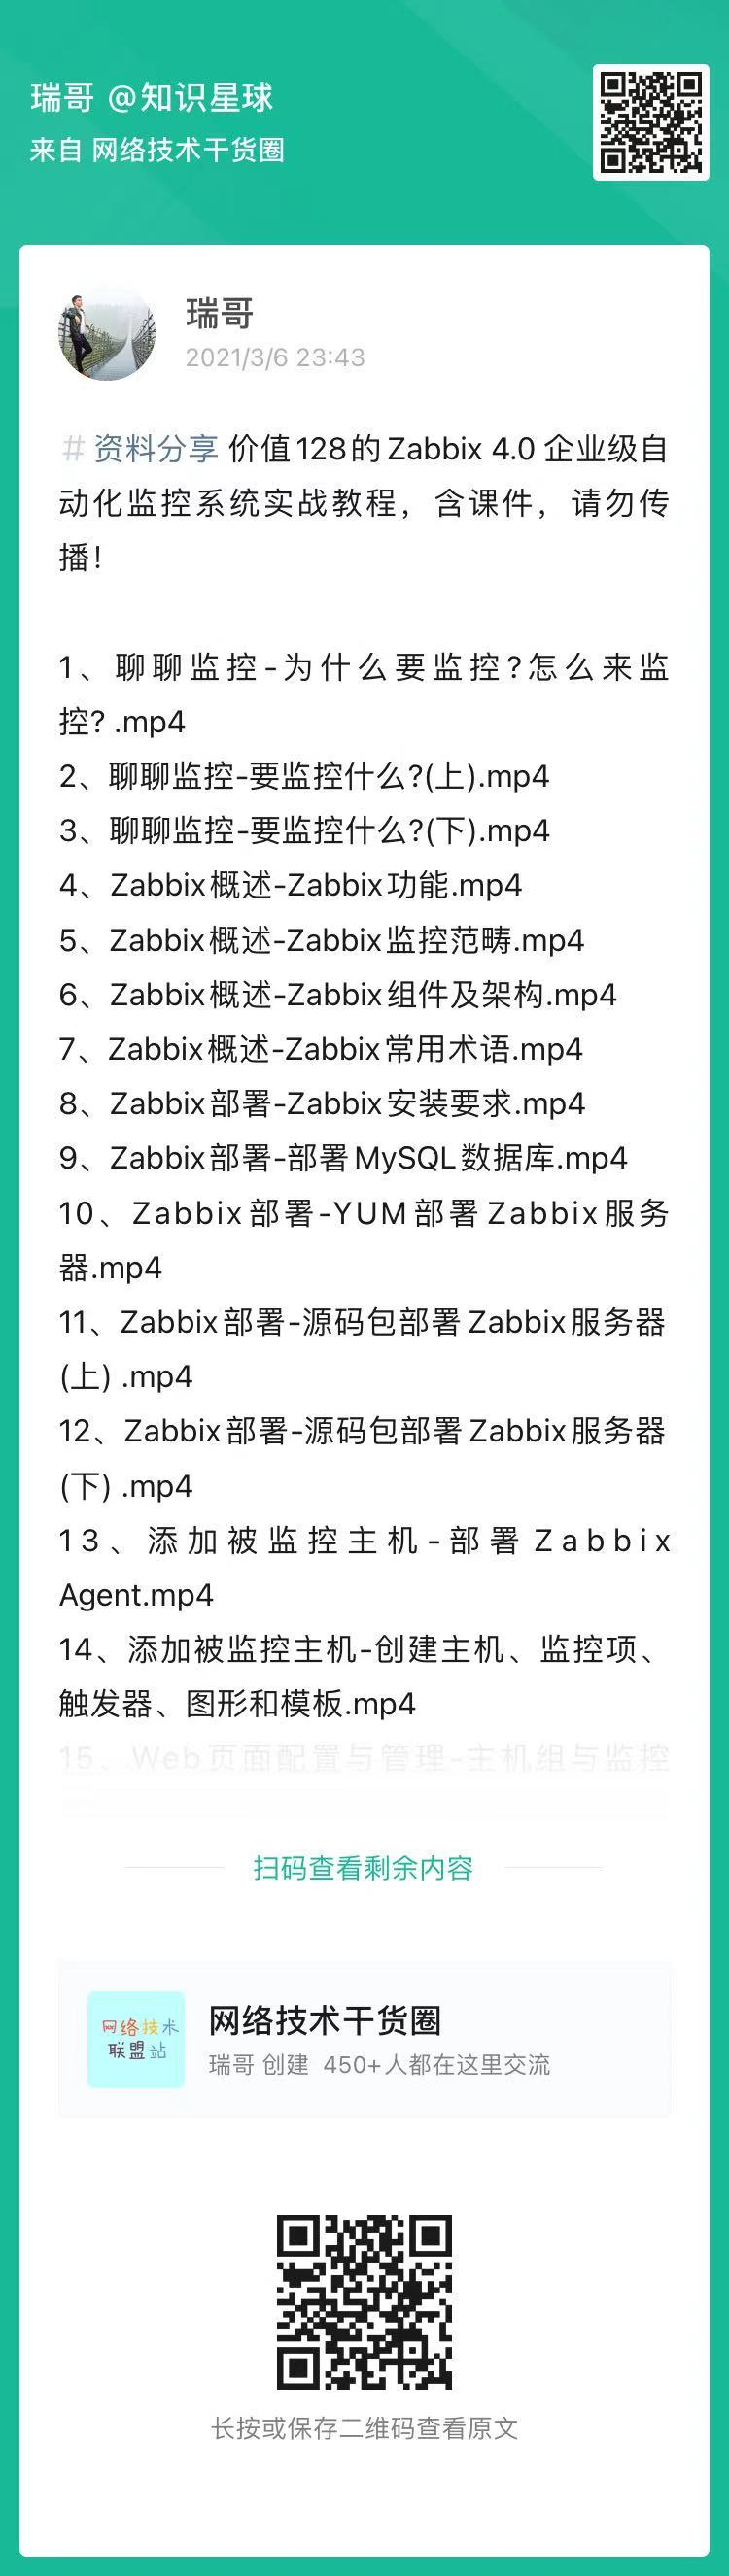 瑞哥 @知识星球
来自 网络技术干货圈
瑞哥
2021/3/6 23:43
#资料分享 价值128的Zabbix 4.0 企业级自
动化监控系统实战教程，含课件，请勿传
播！
1、聊聊监控-为什么要监控?怎么来监
控? .mp4
2、聊聊监控-要监控什么?(上).mp4
3、聊聊监控-要监控什么?(下).mp4
4、Zabbix概述-Zabbix功能.mp4
5、Zabbix概述-Zabbix监控范畴.mp4
6、Zabbix概述-Zabbix组件及架构.mp4
7、Zabbix概述-Zabbix常用术语.mp4
8、Zabbix部署-Zabbix安装要求.mp4
9、Zabbix部署-部署MySQL数据库.mp4
10、Zabbix部署-YUM部署Zabbix服务
器.mp4
11、Zabbix部署-源码包部署Zabbix服务器
(上) .mp4
12、Zabbix部署-源码包部署Zabbix服务器
(下) .mp4
13、添加被监控主机-部署Zabbix
Agent.mp4
14、添加被监控主机-创建主机、监控项、
触发器、图形和模板.mp4
15、Web页面配置与管理-主机组与监控
扫码查看剩余内容
网络技术
联盟站
网络技术干货圈
瑞哥 创建 450+人都在这里交流
长按或保存二维码查看原文